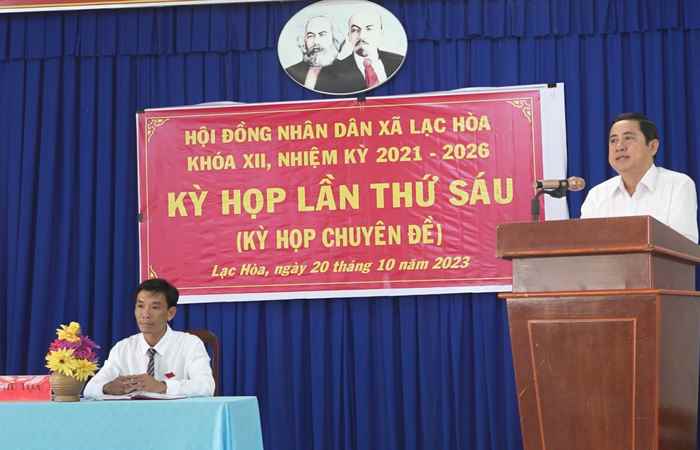 HỘI ĐỒNG NHÂN DÂN XÃ LẠC HÒA
KHÓA XII, NHIỆM KỲ 2021 - 2026
KỲ HỌP LẦN THỨ SÁU
(KỲ HỌP CHUYÊN ĐỀ)
Lạc Hòa, ngày 20 tháng 10 năm 2023
TỌA